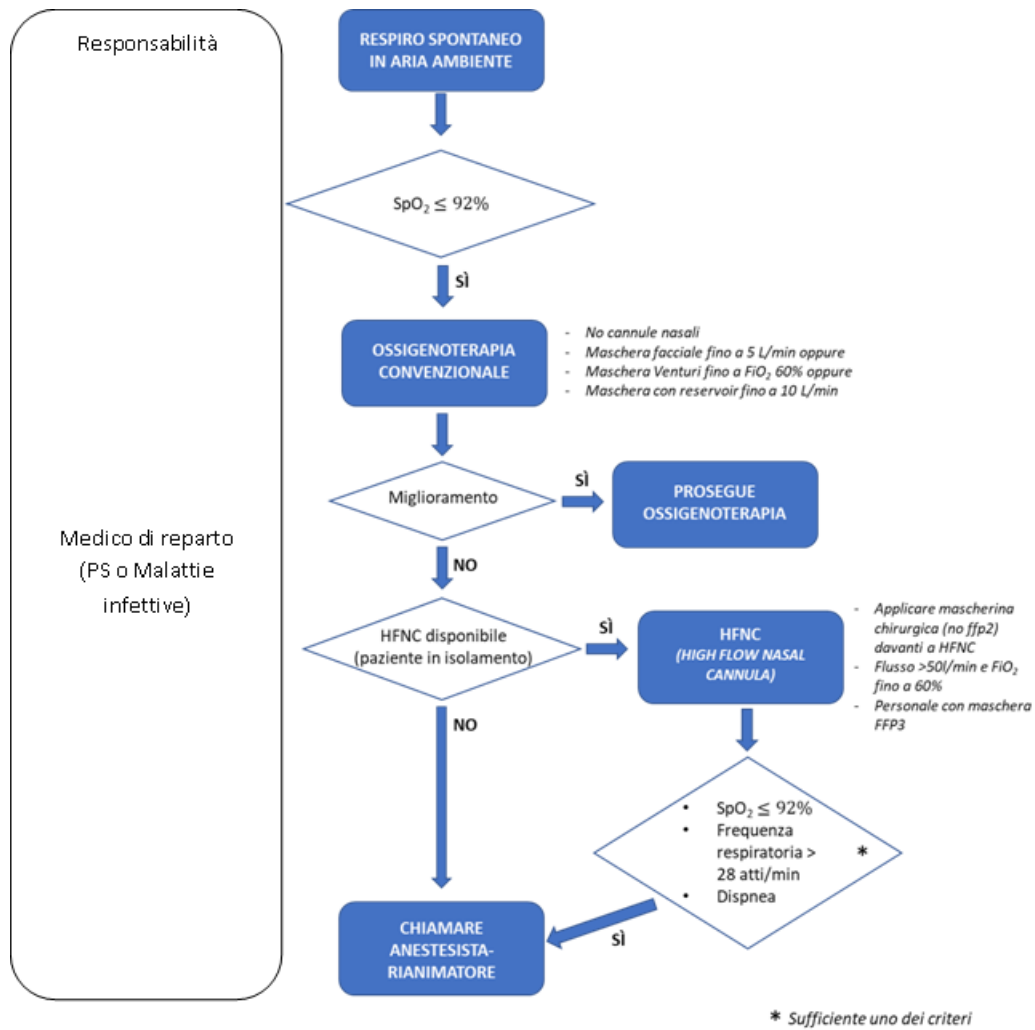 Responsabilità
RESPIRO SPONTANEO
IN ARIA AMBIENTE
SpO₂ ≤ 92%
SÌ
OSSIGENOTERAPIA
CONVENZIONALE
- No cannule nasali
- Maschera facciale fino a 5 L/min oppure
- Maschera Venturi fino a FiO₂ 60% oppure
- Maschera con reservoir fino a 10 L/min
Miglioramento
SÌ
PROSEGUE
OSSIGENOTERAPIA
NO
Medico di reparto
(PS o Malattie
infettive)
HFNC disponibile
(paziente in isolamento)
SÌ
HFNC
(HIGH FLOW NASAL
CANNULA)
- Applicare mascherina
chirurgica (no ffp2)
davanti a HFNC
- Flusso >50l/min e FiO₂
fino a 60%
- Personale con maschera
FFP3
NO
• SpO₂ ≤ 92%
• Frequenza
respiratoria > *
28 atti/min
• Dispnea
SÌ
CHIAMARE
ANESTESISTA-
RIANIMATORE
* Sufficiente uno dei criteri